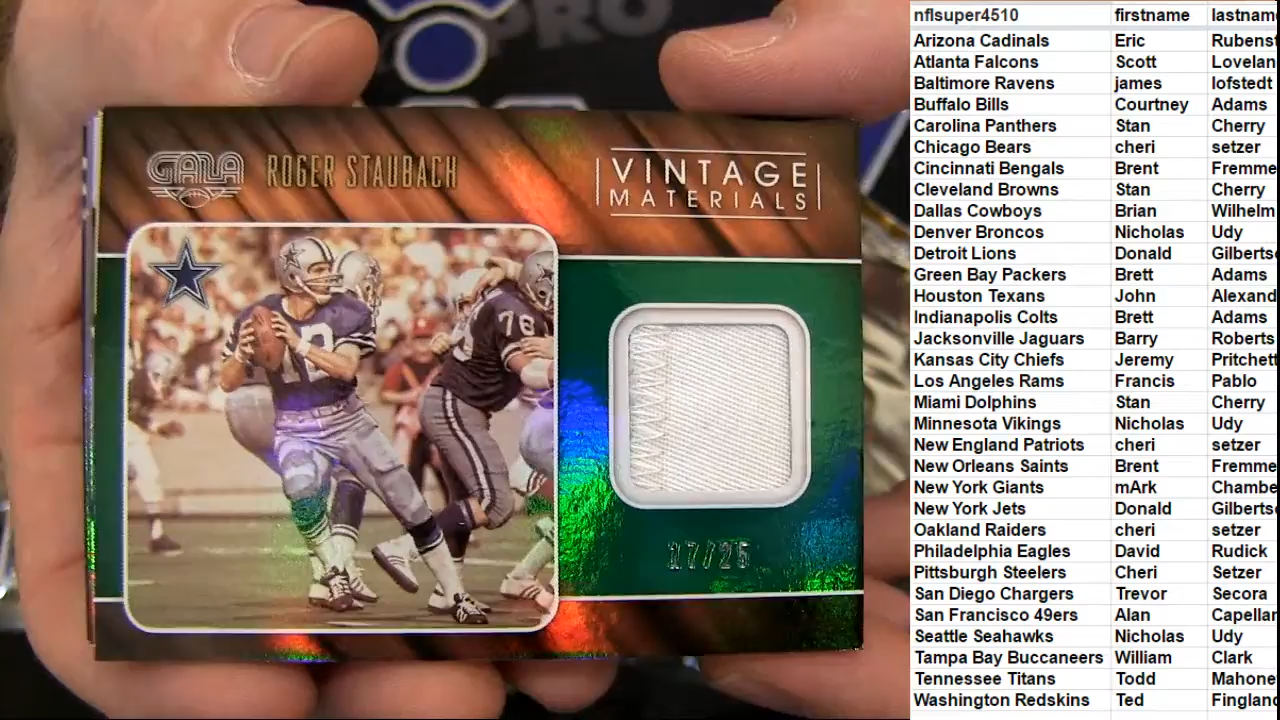 PRO
GALA ROGER STAUBACH
VINTAGE
MATERIALS
12
76
17/25
nflsuper4510 firstname lastname
Arizona Cadinals Eric Rubenst
Atlanta Falcons Scott Lovelan
Baltimore Ravens james lofstedt
Buffalo Bills Courtney Adams
Carolina Panthers Stan Cherry
Chicago Bears cheri setzer
Cincinnati Bengals Brent Fremme
Cleveland Browns Stan Cherry
Dallas Cowboys Brian Wilhelm
Denver Broncos Nicholas Udy
Detroit Lions Donald Gilbertso
Green Bay Packers Brett Adams
Houston Texans John Alexand
Indianapolis Colts Brett Adams
Jacksonville Jaguars Barry Roberts
Kansas City Chiefs Jeremy Pritchett
Los Angeles Rams Francis Pablo
Miami Dolphins Stan Cherry
Minnesota Vikings Nicholas Udy
New England Patriots cheri setzer
New Orleans Saints Brent Fremme
New York Giants mArk Chambe
New York Jets Donald Gilbertso
Oakland Raiders cheri setzer
Philadelphia Eagles David Rudick
Pittsburgh Steelers Cheri Setzer
San Diego Chargers Trevor Secora
San Francisco 49ers Alan Capellan
Seattle Seahawks Nicholas Udy
Tampa Bay Buccaneers William Clark
Tennessee Titans Todd Mahone
Washington Redskins Ted Fingland